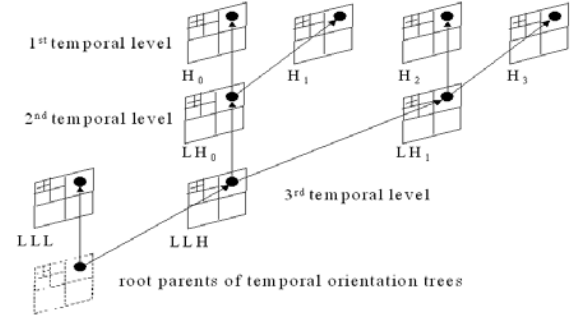 1st temporal level
H0 H1 H2 H3
2nd temporal level
LH0 LH1
3rd temporal level
LLL LLH
root parents of temporal orientation trees